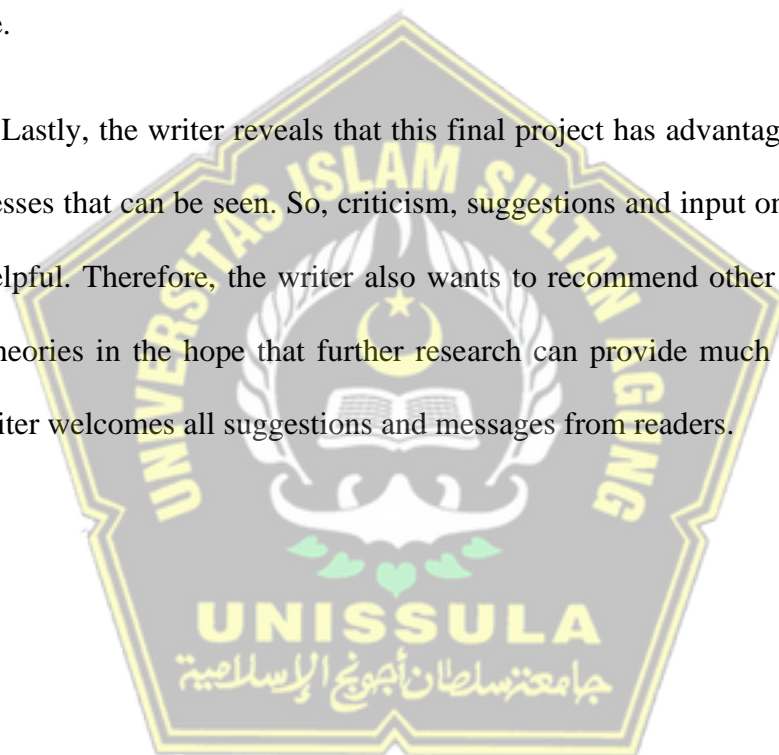 e.
Lastly, the writer reveals that this final project has advantag
esses that can be seen. So, criticism, suggestions and input or
elpful. Therefore, the writer also wants to recommend other
heories in the hope that further research can provide much
iter welcomes all suggestions and messages from readers.
UNIVERSITAS ISLAM SULTAN AGUNG
UNISSULA
جامعة سلطان أجونج الإسلامية